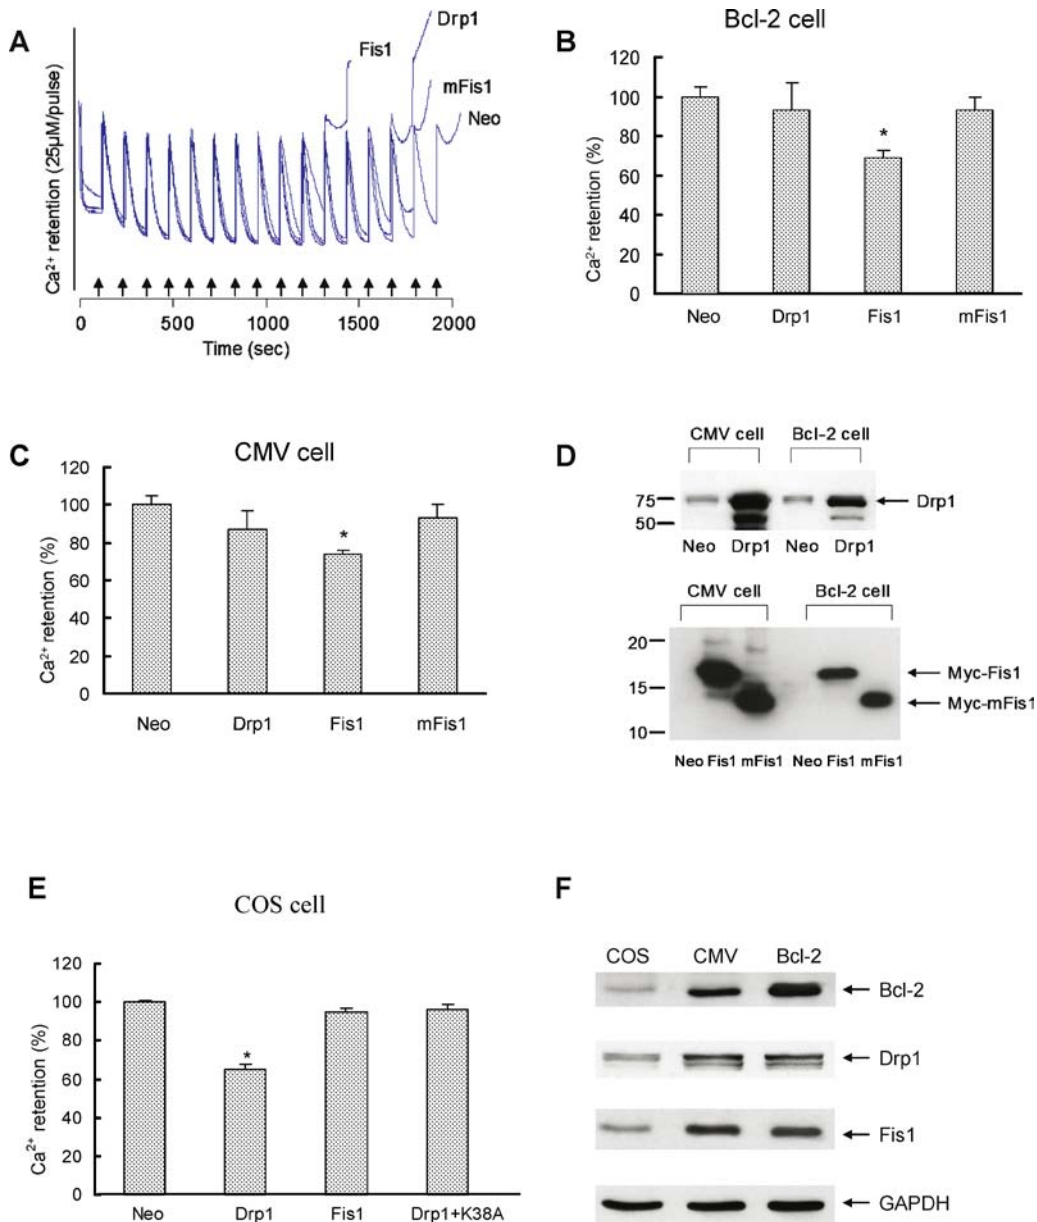 A
Ca²⁺ retention (25μM/pulse)
Fis1
Drp1
mFis1
Neo
0 500 1000 1500 2000
Time (sec)
B
Bcl-2 cell
Ca²⁺ retention (%)
120
100
80
60
40
20
0
*
Neo Drp1 Fis1 mFis1
C
CMV cell
Ca²⁺ retention (%)
120
100
80
60
40
20
0
*
Neo Drp1 Fis1 mFis1
D
CMV cell Bcl-2 cell
75
50
Drp1
Neo Drp1 Neo Drp1
CMV cell Bcl-2 cell
20
15
10
Myc-Fis1
Myc-mFis1
Neo Fis1 mFis1 Neo Fis1 mFis1
E
COS cell
Ca²⁺ retention (%)
120
100
80
60
40
20
0
*
Neo Drp1 Fis1 Drp1+K38A
F
COS CMV Bcl-2
Bcl-2
Drp1
Fis1
GAPDH